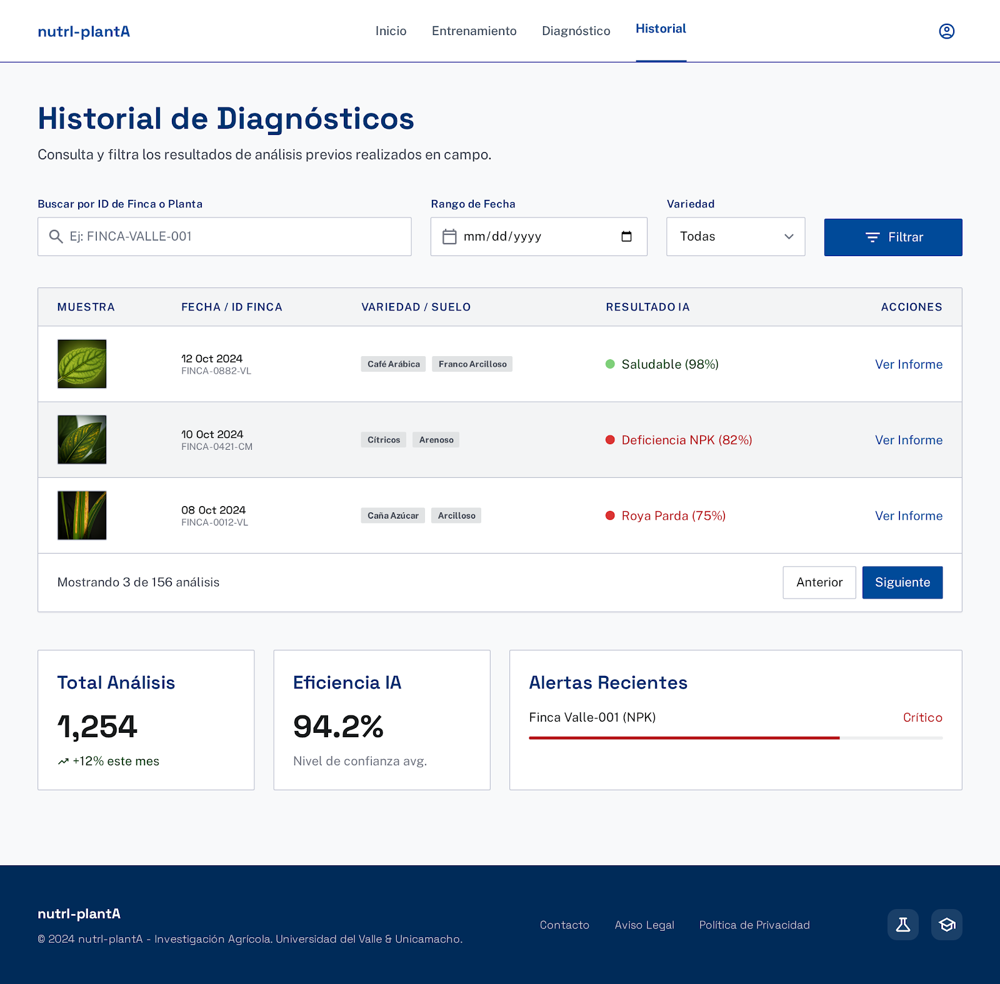 nutrI-plantA
Inicio
Entrenamiento
Diagnóstico
Historial
Historial de Diagnósticos
Consulta y filtra los resultados de análisis previos realizados en campo.
Buscar por ID de Finca o Planta
Ej: FINCA-VALLE-001
Rango de Fecha
mm/dd/yyyy
Variedad
Todas
Filtrar
MUESTRA
FECHA / ID FINCA
VARIEDAD / SUELO
RESULTADO IA
ACCIONES
12 Oct 2024
FINCA-0882-VL
Café Arábica
Franco Arcilloso
Saludable (98%)
Ver Informe
10 Oct 2024
FINCA-0421-CM
Cítricos
Arenoso
Deficiencia NPK (82%)
Ver Informe
08 Oct 2024
FINCA-0012-VL
Caña Azúcar
Arcilloso
Roya Parda (75%)
Ver Informe
Mostrando 3 de 156 análisis
Anterior
Siguiente
Total Análisis
1,254
+12% este mes
Eficiencia IA
94.2%
Nivel de confianza avg.
Alertas Recientes
Finca Valle-001 (NPK)
Crítico
nutrI-plantA
© 2024 nutrI-plantA - Investigación Agrícola. Universidad del Valle & Unicamacho.
Contacto
Aviso Legal
Política de Privacidad